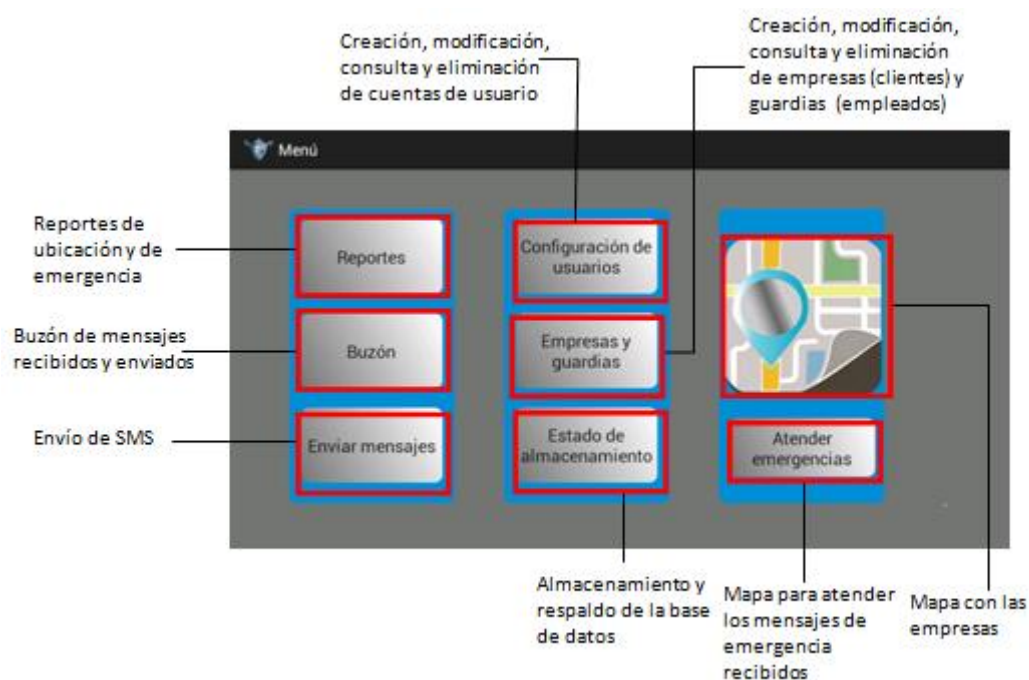 Creación, modificación,
consulta y eliminación
de cuentas de usuario
Creación, modificación,
consulta y eliminación
de empresas (clientes) y
guardias (empleados)
Menú
Reportes de
ubicación y de
emergencia
Buzón de mensajes
recibidos y enviados
Envío de SMS
Reportes
Buzón
Enviar mensajes
Configuración de
usuarios
Empresas y
guardias
Estado de
almacenamiento
Atender
emergencias
Almacenamiento y
respaldo de la base
de datos
Mapa para atender
los mensajes de
emergencia
recibidos
Mapa con las
empresas